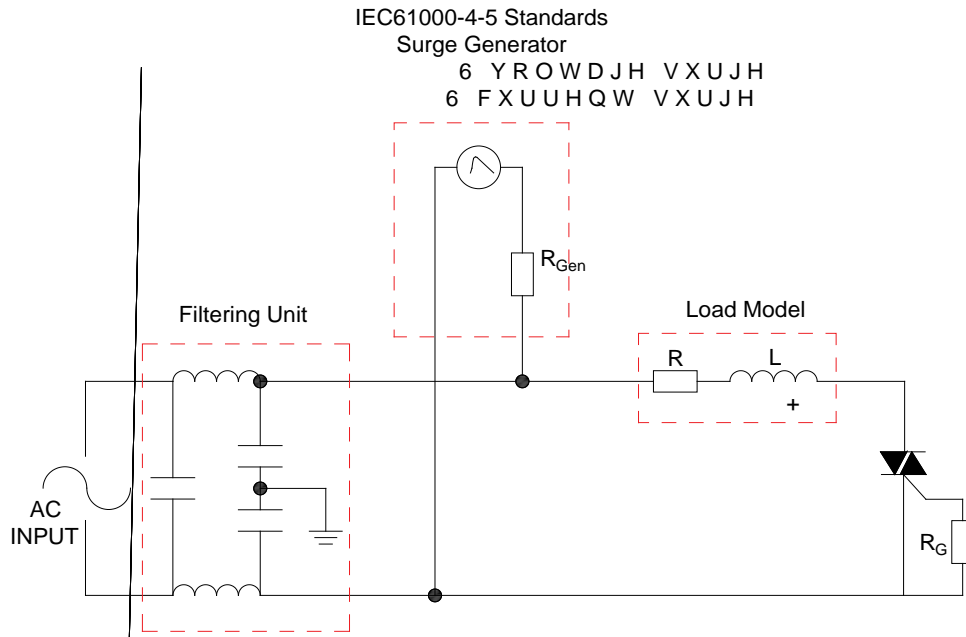 IEC61000-4-5 Standards
Surge Generator
6 YROWDJH VXUJH
6 FXUUHQW VXUJH
RGen
Filtering Unit
Load Model
R L
+
AC
INPUT
RG